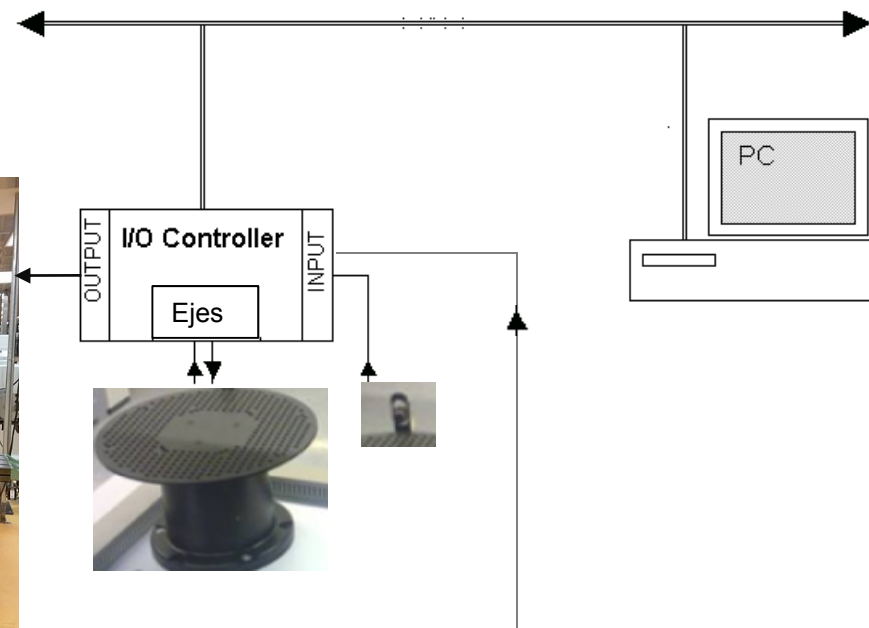 PC
OUTPUT
I/O Controller
INPUT
Ejes